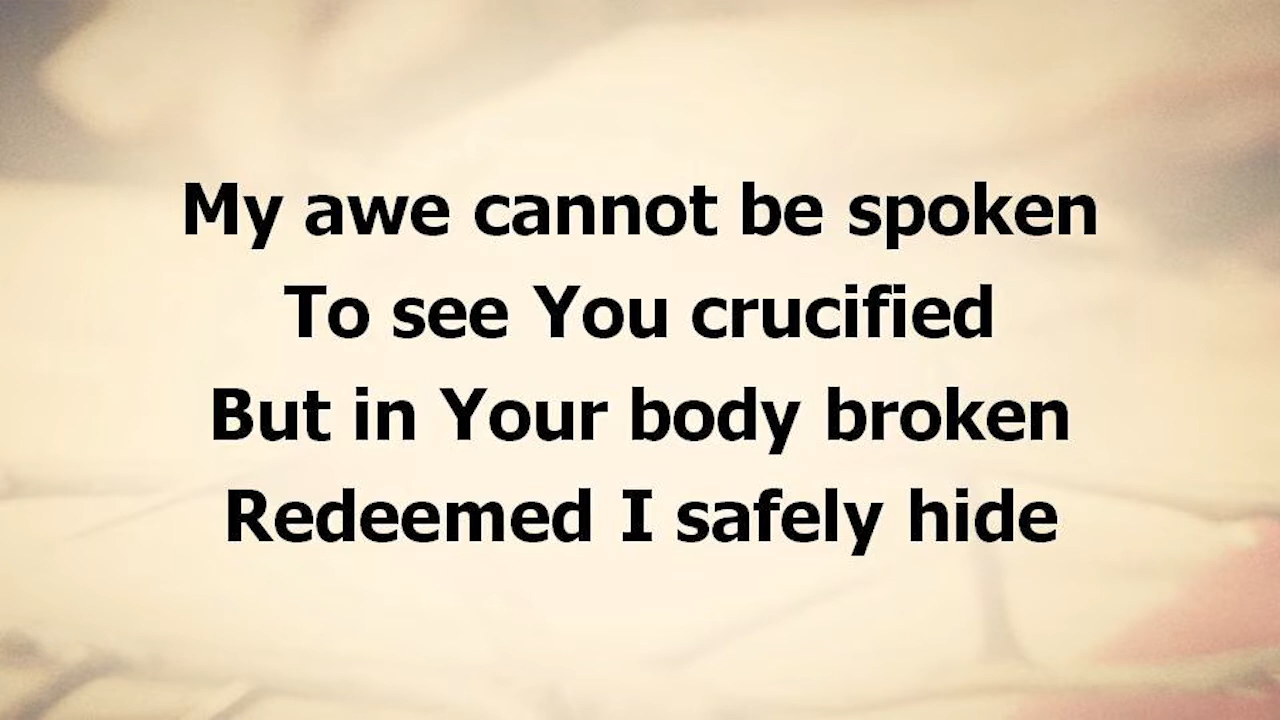 My awe cannot be spoken
To see You crucified
But in Your body broken
Redeemed I safely hide